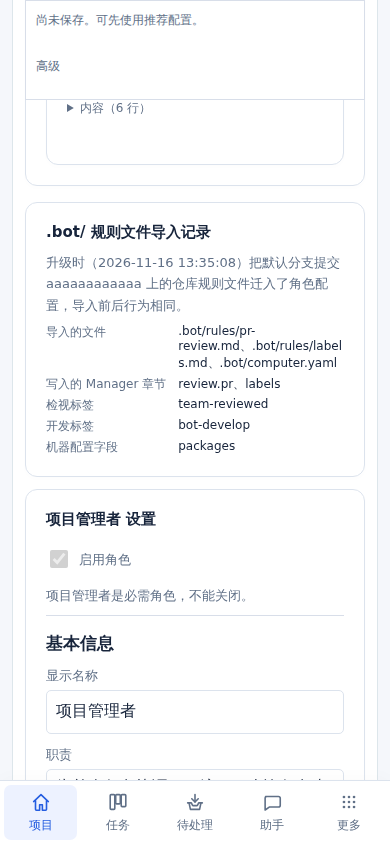 尚未保存。可先使用推荐配置。
高级
▶ 内容（6 行）
.bot/ 规则文件导入记录
升级时（2026-11-16 13:35:08）把默认分支提交
aaaaaaaaaaaa 上的仓库规则文件迁入了角色配
置，导入前后行为相同。
导入的文件 .bot/rules/pr-
review.md、.bot/rules/label
s.md、.bot/computer.yaml
写入的 Manager 章节 review.pr、labels
检视标签 team-reviewed
开发标签 bot-develop
机器配置字段 packages
项目管理者 设置
启用角色
项目管理者是必需角色，不能关闭。
基本信息
显示名称
项目管理者
职责
项目
任务
待处理
助手
更多